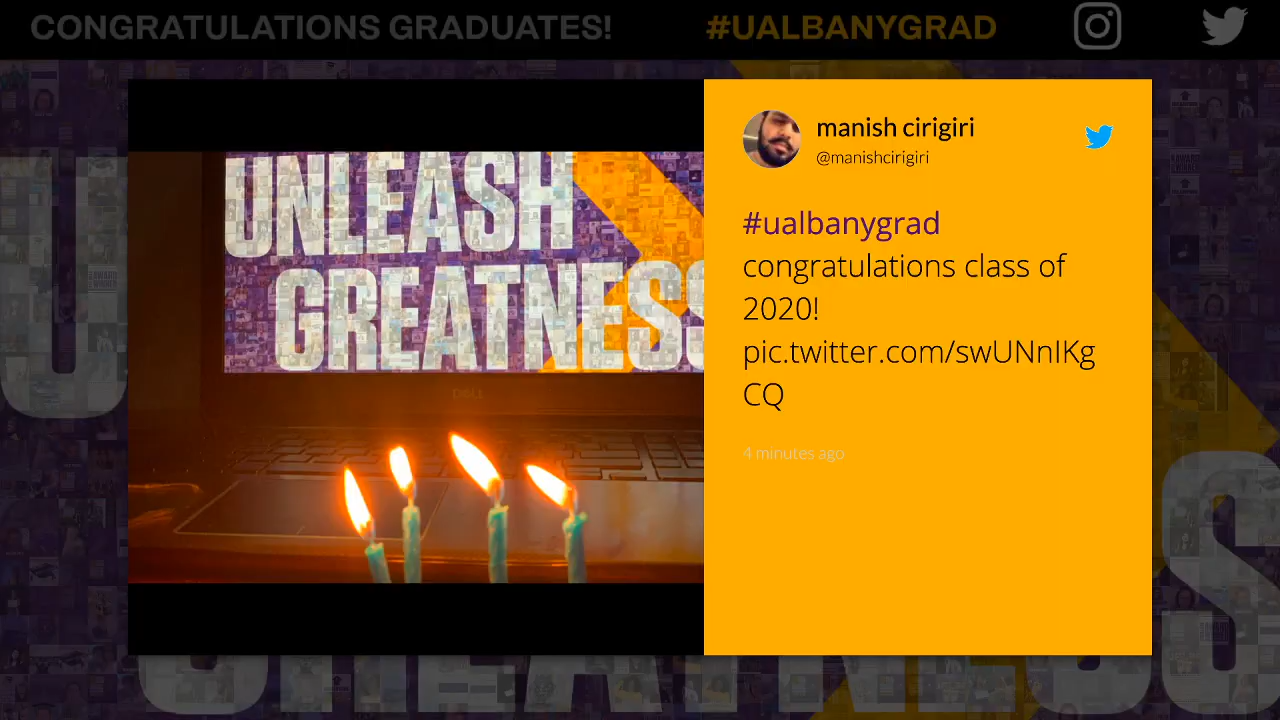 CONGRATULATIONS GRADUATES! #UALBANYGRAD
UNLEASH
GREATNESS
DELL
manish cirigiri
@manishcirigiri
#ualbanygrad
congratulations class of
2020!
pic.twitter.com/swUNnIKg
CQ
4 minutes ago